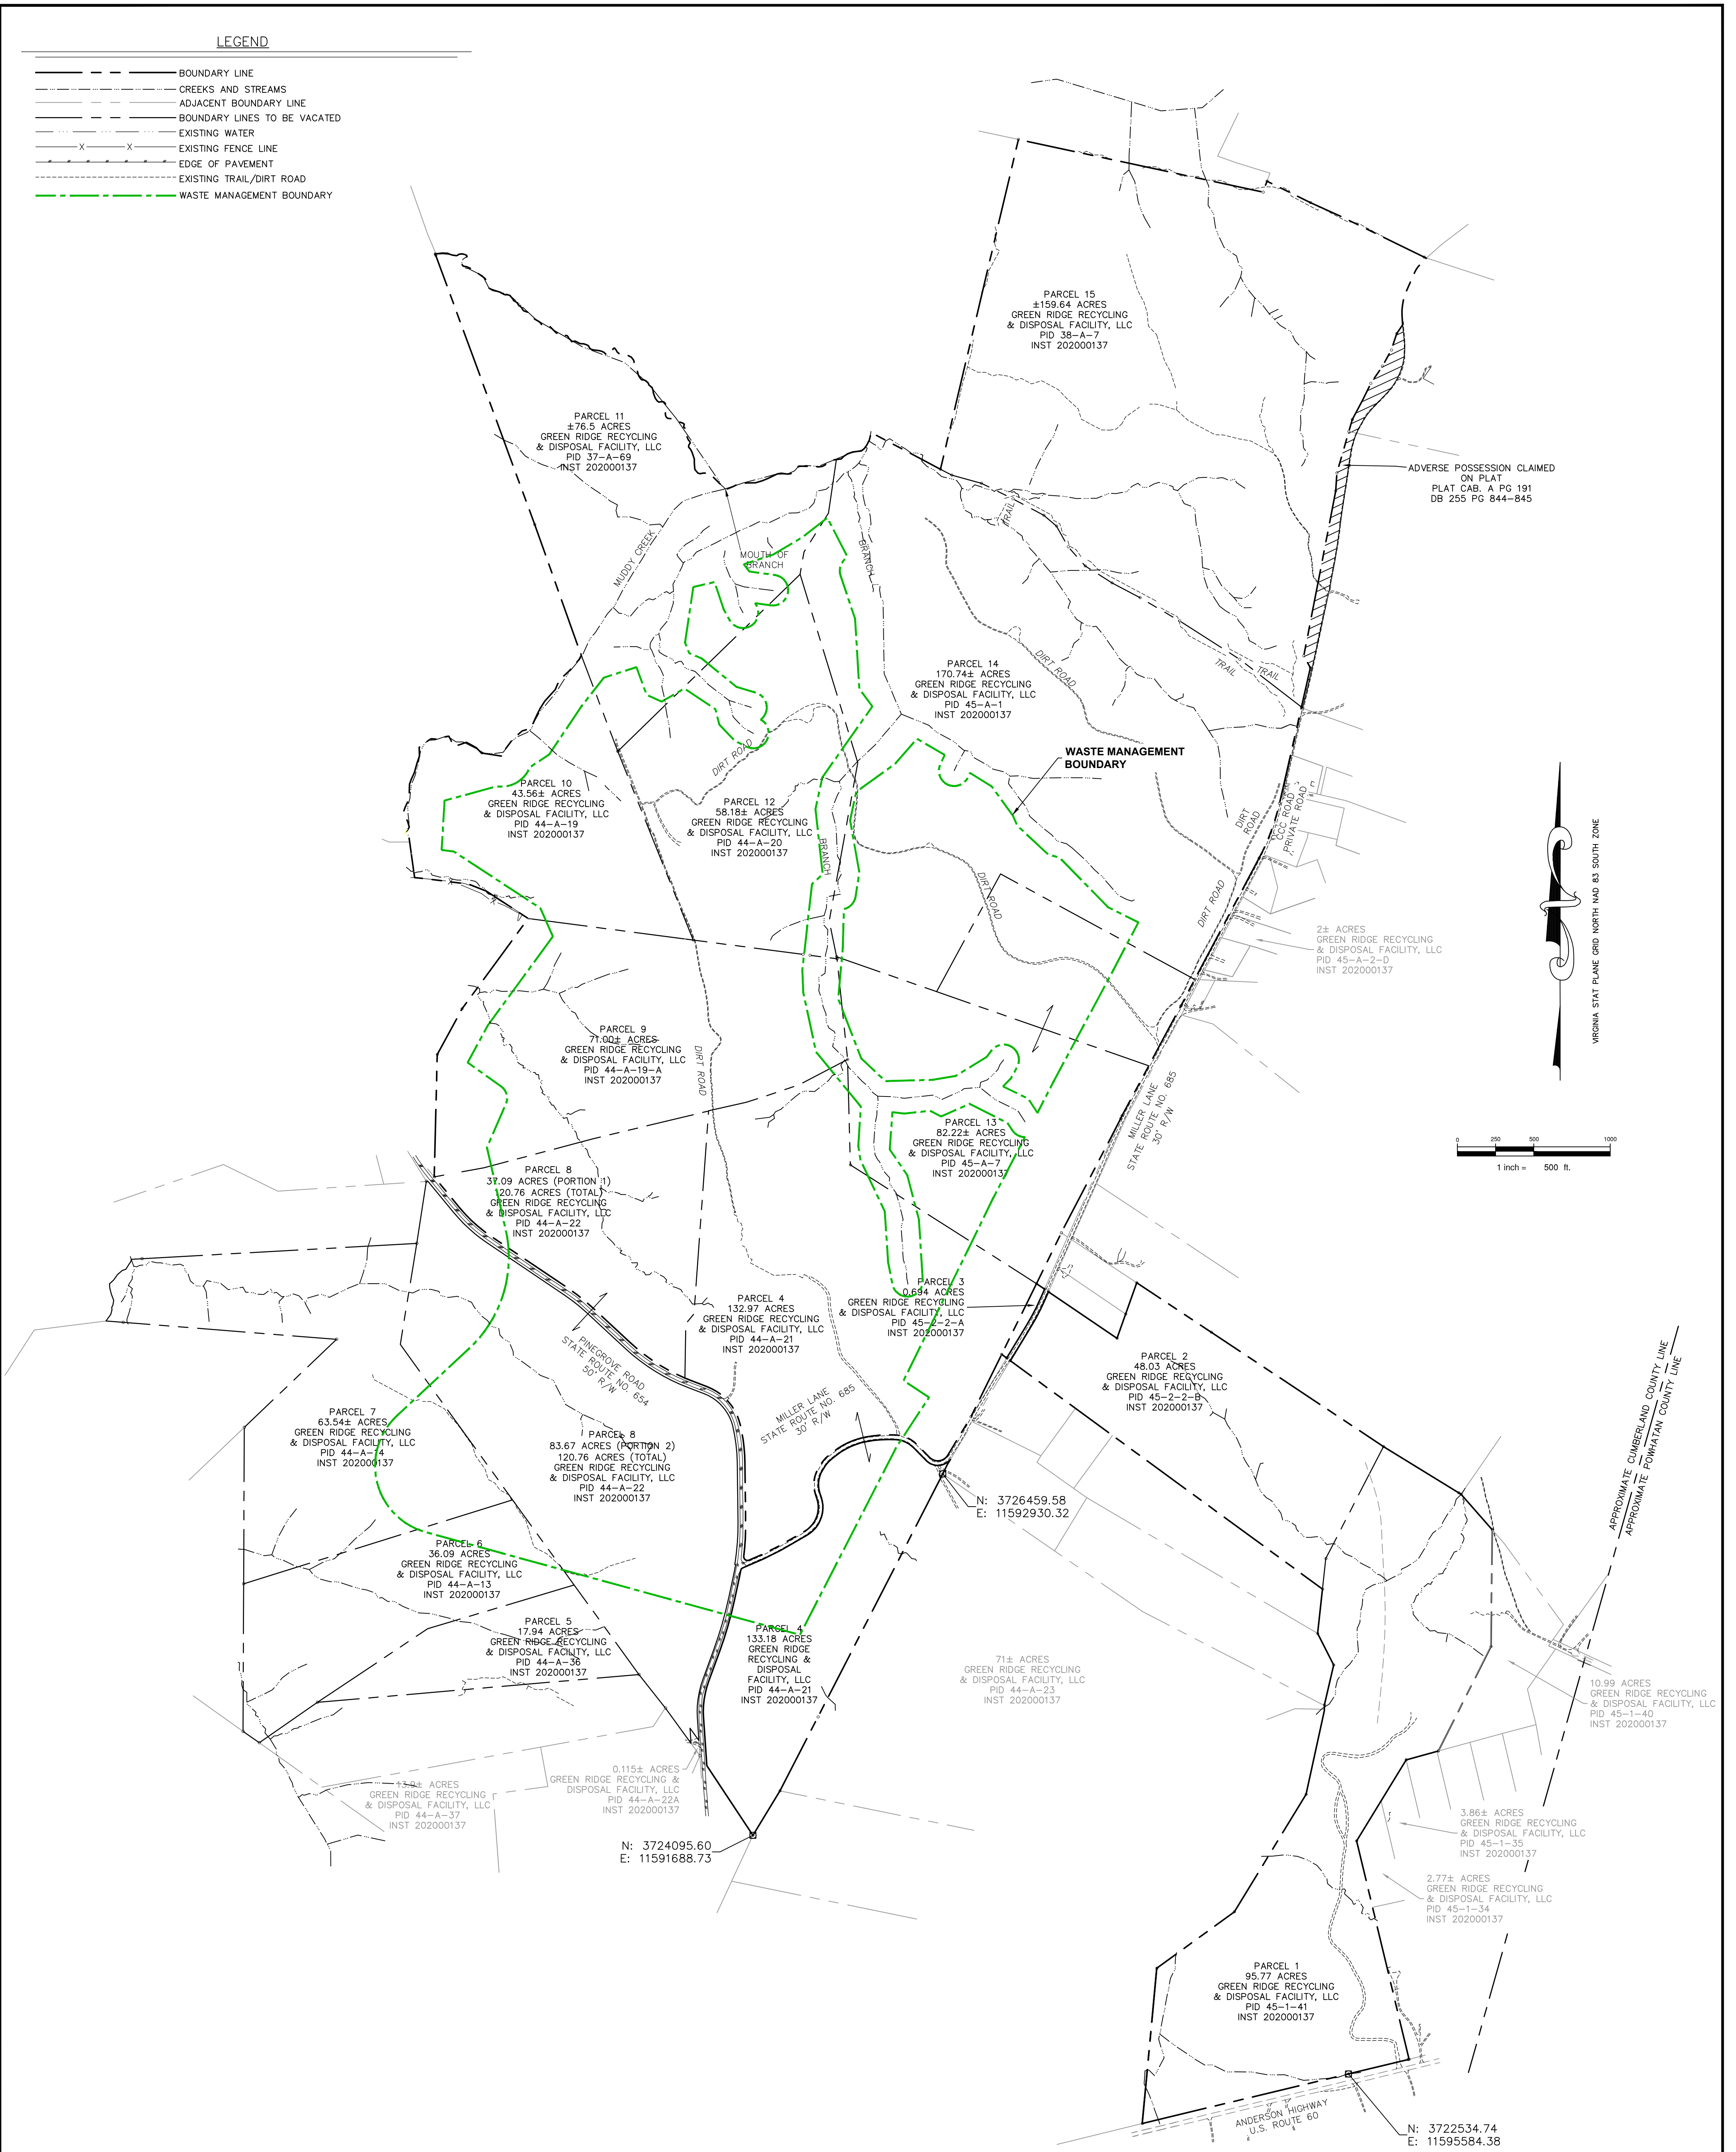 LEGEND
BOUNDARY LINE
CREEKS AND STREAMS
ADJACENT BOUNDARY LINE
BOUNDARY LINES TO BE VACATED
EXISTING WATER
X X EXISTING FENCE LINE
EDGE OF PAVEMENT
EXISTING TRAIL/DIRT ROAD
WASTE MANAGEMENT BOUNDARY
PARCEL 15
±159.64 ACRES
GREEN RIDGE RECYCLING
& DISPOSAL FACILITY, LLC
PID 38-A-7
INST 202000137
PARCEL 11
±76.5 ACRES
GREEN RIDGE RECYCLING
& DISPOSAL FACILITY, LLC
PID 37-A-69
INST 202000137
ADVERSE POSSESSION CLAIMED
ON PLAT
PLAT CAB. A PG 191
DB 255 PG 844-845
TRAIL
MUDDY CREEK
MOUTH OF
BRANCH
BRANCH
DIRT ROAD
TRAIL
TRAIL
PARCEL 14
170.74± ACRES
GREEN RIDGE RECYCLING
& DISPOSAL FACILITY, LLC
PID 45-A-1
INST 202000137
WASTE MANAGEMENT
BOUNDARY
DIRT ROAD
PARCEL 10
43.56± ACRES
GREEN RIDGE RECYCLING
& DISPOSAL FACILITY, LLC
PID 44-A-19
INST 202000137
PARCEL 12
58.18± ACRES
GREEN RIDGE RECYCLING
& DISPOSAL FACILITY, LLC
PID 44-A-20
INST 202000137
BRANCH
DIRT ROAD
DIRT
ROAD
CCC ROAD
PRIVATE ROAD
DIRT ROAD
2± ACRES
GREEN RIDGE RECYCLING
& DISPOSAL FACILITY, LLC
PID 45-A-2-D
INST 202000137
VIRGINIA STAT PLANE GRID NORTH NAD 83 SOUTH ZONE
PARCEL 9
71.00± ACRES
GREEN RIDGE RECYCLING
& DISPOSAL FACILITY, LLC
PID 44-A-19-A
INST 202000137
DIRT ROAD
MILLER LANE
STATE ROUTE NO. 685
30' R/W
PARCEL 13
82.22± ACRES
GREEN RIDGE RECYCLING
& DISPOSAL FACILITY, LLC
PID 45-A-7
INST 202000137
0 250 500 1000
1 inch = 500 ft.
PARCEL 8
37.09 ACRES (PORTION 1)
120.76 ACRES (TOTAL)
GREEN RIDGE RECYCLING
& DISPOSAL FACILITY, LLC
PID 44-A-22
INST 202000137
PARCEL 4
132.97 ACRES
GREEN RIDGE RECYCLING
& DISPOSAL FACILITY, LLC
PID 44-A-21
INST 202000137
PARCEL 3
0.694 ACRES
GREEN RIDGE RECYCLING
& DISPOSAL FACILITY, LLC
PID 45-2-2-A
INST 202000137
PINEGROVE ROAD
STATE ROUTE NO. 654
50' R/W
PARCEL 2
48.03 ACRES
GREEN RIDGE RECYCLING
& DISPOSAL FACILITY, LLC
PID 45-2-2-B
INST 202000137
APPROXIMATE CUMBERLAND COUNTY LINE
APPROXIMATE POWHATAN COUNTY LINE
MILLER LANE
STATE ROUTE NO. 685
30' R/W
PARCEL 7
63.54± ACRES
GREEN RIDGE RECYCLING
& DISPOSAL FACILITY, LLC
PID 44-A-14
INST 202000137
PARCEL 8
83.67 ACRES (PORTION 2)
120.76 ACRES (TOTAL)
GREEN RIDGE RECYCLING
& DISPOSAL FACILITY, LLC
PID 44-A-22
INST 202000137
N: 3726459.58
E: 11592930.32
PARCEL 6
36.09 ACRES
GREEN RIDGE RECYCLING
& DISPOSAL FACILITY, LLC
PID 44-A-13
INST 202000137
PARCEL 5
17.94 ACRES
GREEN RIDGE RECYCLING
& DISPOSAL FACILITY, LLC
PID 44-A-36
INST 202000137
PARCEL 4
133.18 ACRES
GREEN RIDGE
RECYCLING &
DISPOSAL
FACILITY, LLC
PID 44-A-21
INST 202000137
71± ACRES
GREEN RIDGE RECYCLING
& DISPOSAL FACILITY, LLC
PID 44-A-23
INST 202000137
10.99 ACRES
GREEN RIDGE RECYCLING
& DISPOSAL FACILITY, LLC
PID 45-1-40
INST 202000137
13.9± ACRES
GREEN RIDGE RECYCLING
& DISPOSAL FACILITY, LLC
PID 44-A-37
INST 202000137
0.115± ACRES
GREEN RIDGE RECYCLING &
DISPOSAL FACILITY, LLC
PID 44-A-22A
INST 202000137
N: 3724095.60
E: 11591688.73
3.86± ACRES
GREEN RIDGE RECYCLING
& DISPOSAL FACILITY, LLC
PID 45-1-35
INST 202000137
2.77± ACRES
GREEN RIDGE RECYCLING
& DISPOSAL FACILITY, LLC
PID 45-1-34
INST 202000137
PARCEL 1
95.77 ACRES
GREEN RIDGE RECYCLING
& DISPOSAL FACILITY, LLC
PID 45-1-41
INST 202000137
ANDERSON HIGHWAY
U.S. ROUTE 60
N: 3722534.74
E: 11595584.38